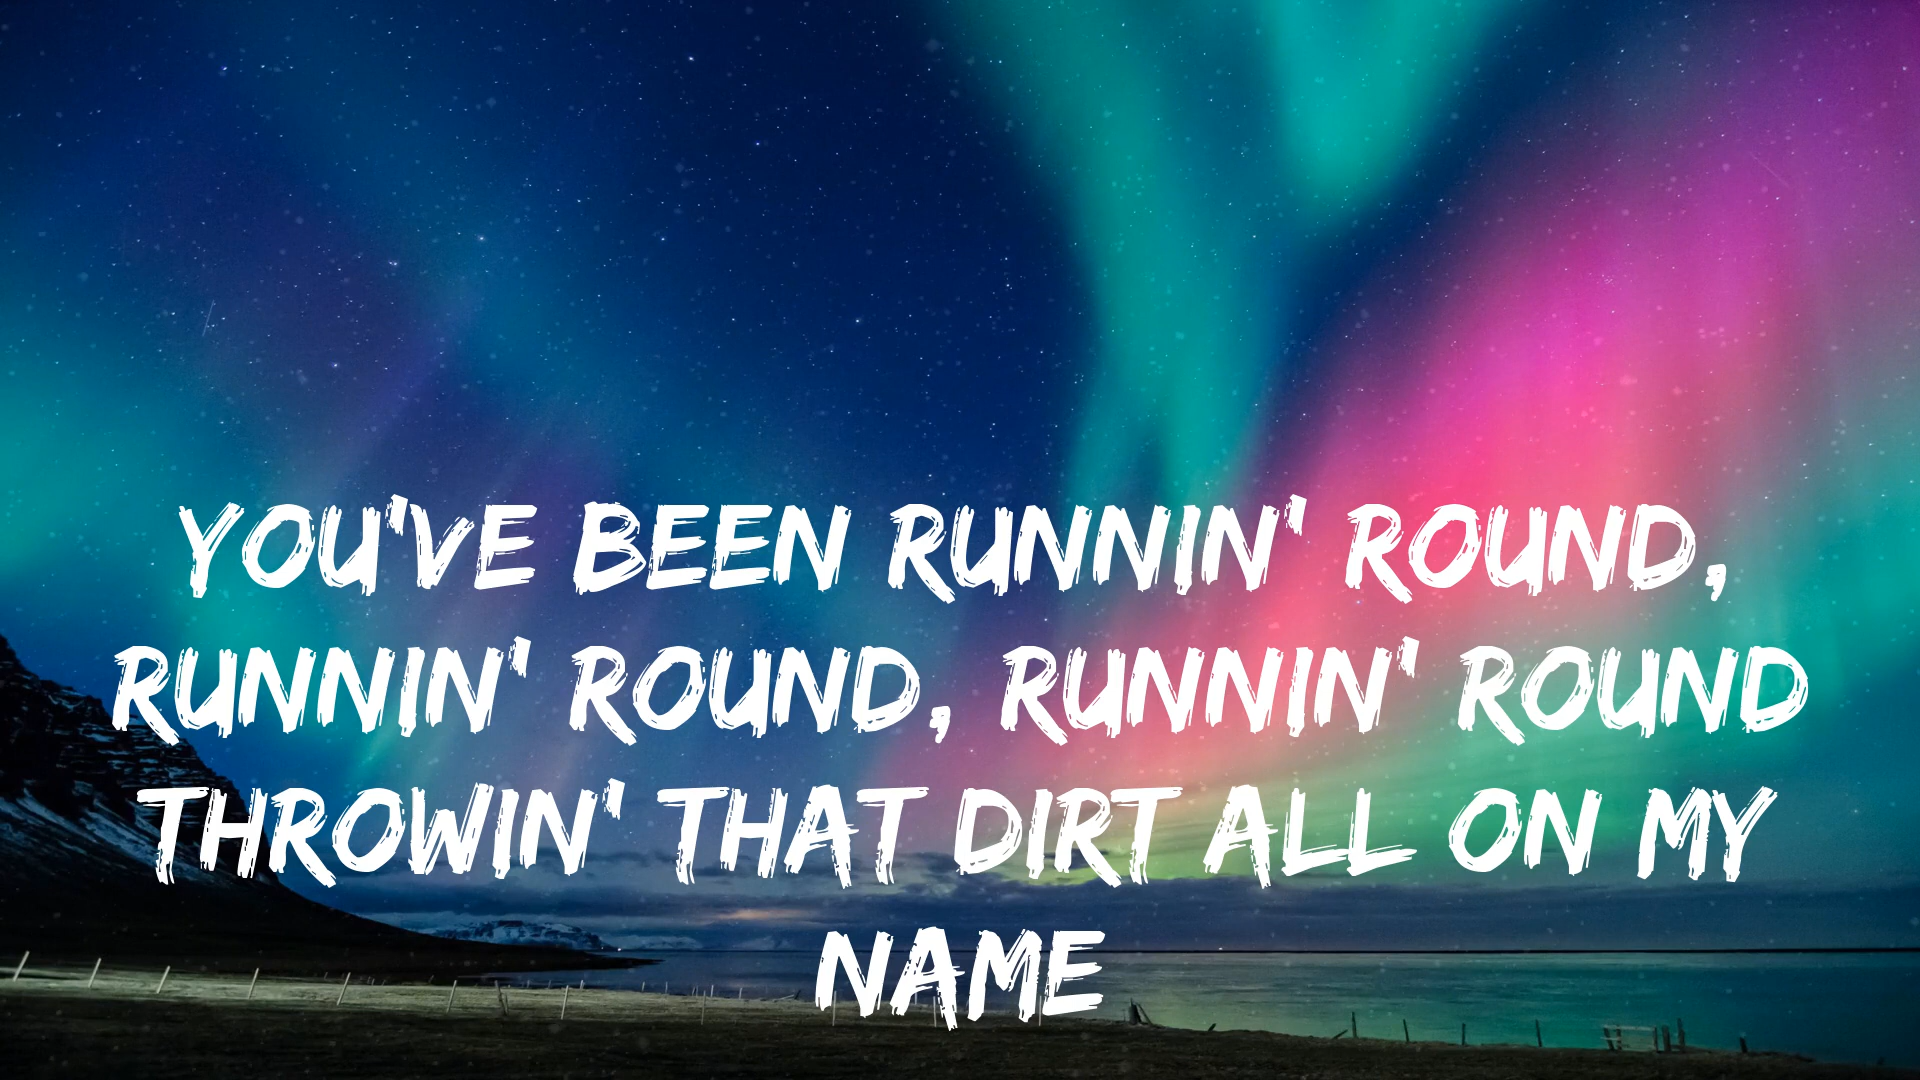 YOU'VE BEEN RUNNIN' ROUND,
RUNNIN' ROUND, RUNNIN' ROUND
THROWIN' THAT DIRT ALL ON MY
NAME